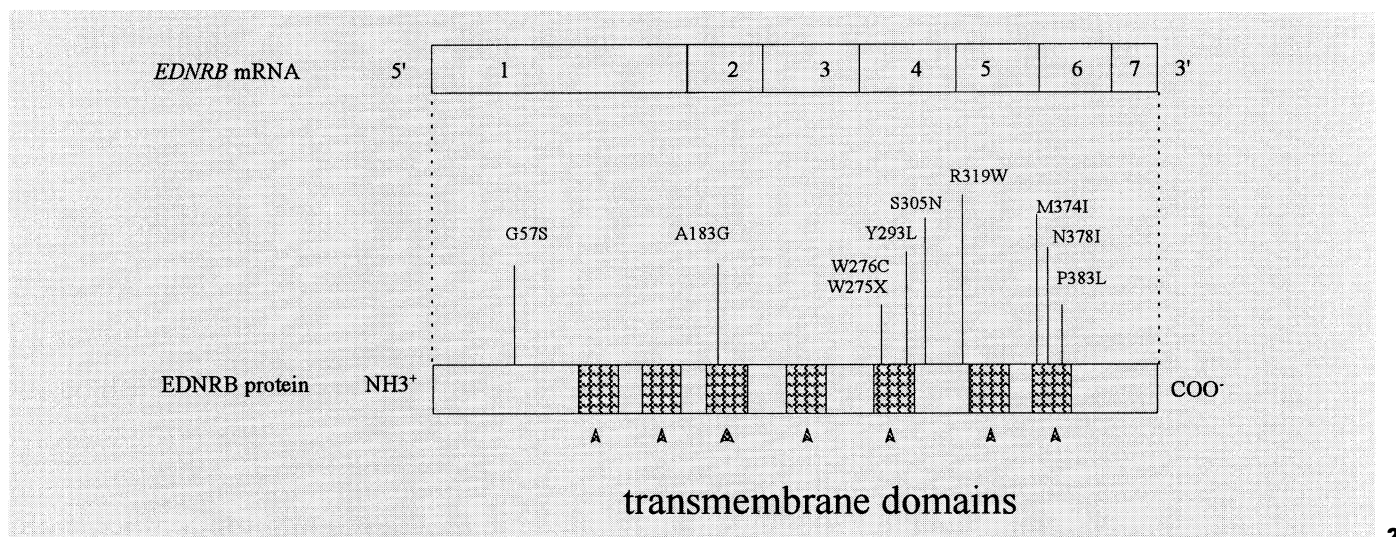 EDNRB mRNA 5' 1 2 3 4 5 6 7 3'
R319W
S305N M374I
G57S A183G Y293L N378I
W276C P383L
W275X
EDNRB protein NH3⁺ COO⁻
transmembrane domains